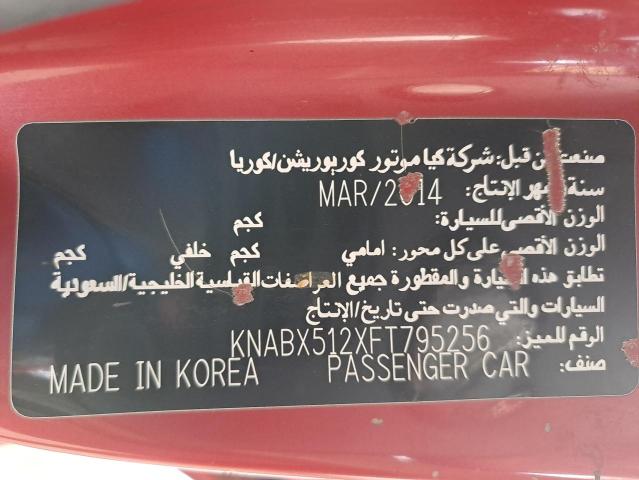 صنعت من قبل: شركة كيا موتور كوربوريشن/كوريا
سنة وشهر الإنتاج: MAR/2014
الوزن الأقصى للسيارة: كجم
الوزن الأقصى على كل محور: امامي كجم خلفي كجم
تطابق هذه السيارة والمقطورة جميع المواصفات القياسية الخليجية/السعودية
السيارات والتي صدرت حتى تاريخ/الإنتاج
الرقم المميز: KNABX512XFT795256
صنف: PASSENGER CAR MADE IN KOREA